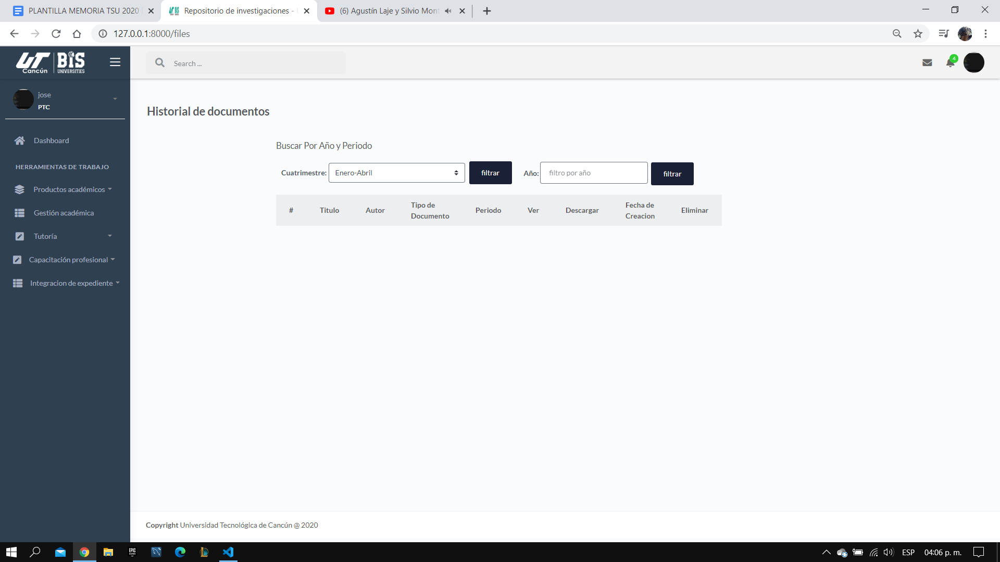 PLANTILLA MEMORIA TSU 2020
Repositorio de investigaciones -
(6) Agustín Laje y Silvio Mont
127.0.0.1:8000/files
UT Cancún BIS UNIVERSITIES
Search ...
4
jose
PTC
Historial de documentos
Dashboard
Buscar Por Año y Periodo
HERRAMIENTAS DE TRABAJO
Cuatrimestre: Enero-Abril filtrar Año: filtro por año filtrar
Productos académicos
# Titulo Autor Tipo de Documento Periodo Ver Descargar Fecha de Creacion Eliminar
Gestión académica
Tutoría
Capacitación profesional
Integracion de expediente
Copyright Universidad Tecnológica de Cancún @ 2020
EPIC GAMES
ESP 04:06 p. m.